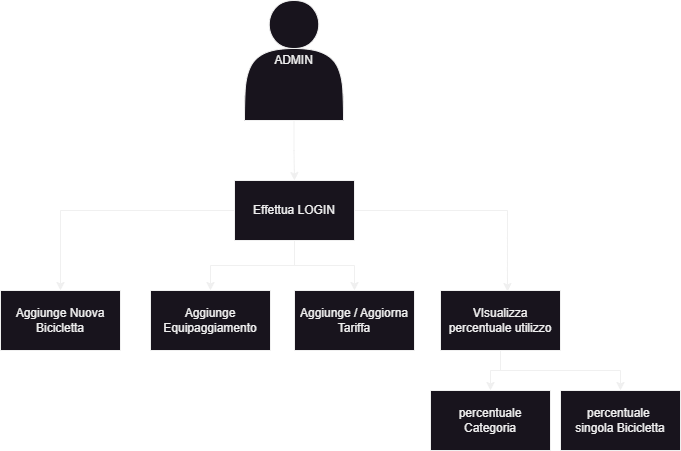 ADMIN
Effettua LOGIN
Aggiunge Nuova
Bicicletta
Aggiunge
Equipaggiamento
Aggiunge / Aggiorna
Tariffa
VIsualizza
percentuale utilizzo
percentuale
Categoria
percentuale
singola Bicicletta